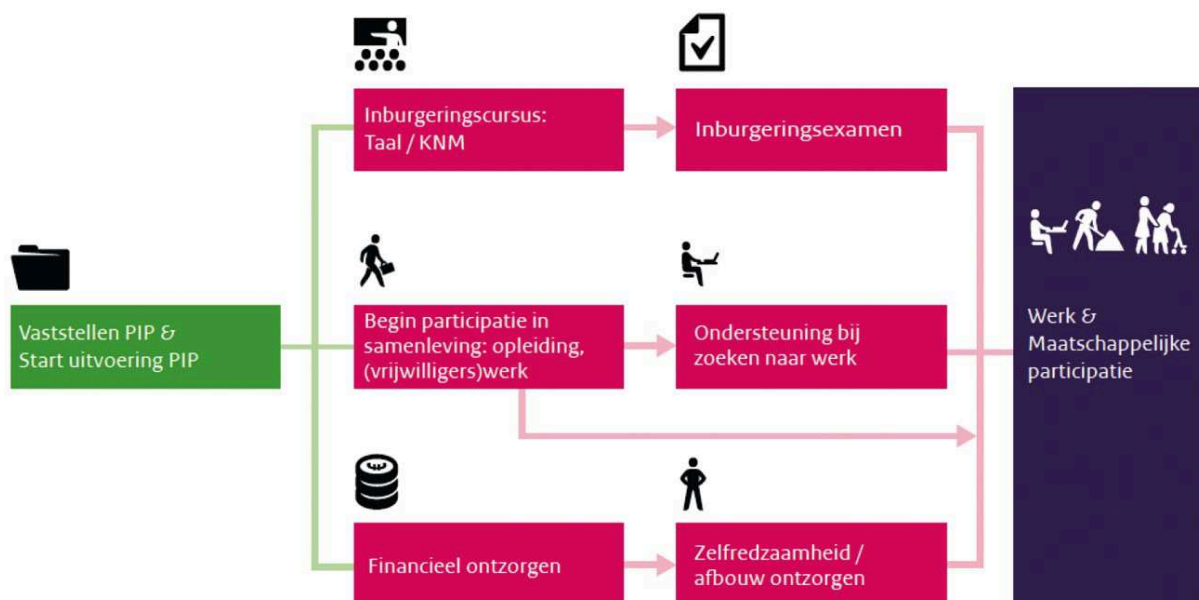 Inburgeringscursus:
Taal / KNM
Inburgeringsexamen
Vaststellen PIP &
Start uitvoering PIP
Begin participatie in
samenleving: opleiding,
(vrijwilligers)werk
Ondersteuning bij
zoeken naar werk
Werk &
Maatschappelijke
participatie
Financieel ontzorgen
Zelfredzaamheid /
afbouw ontzorgen